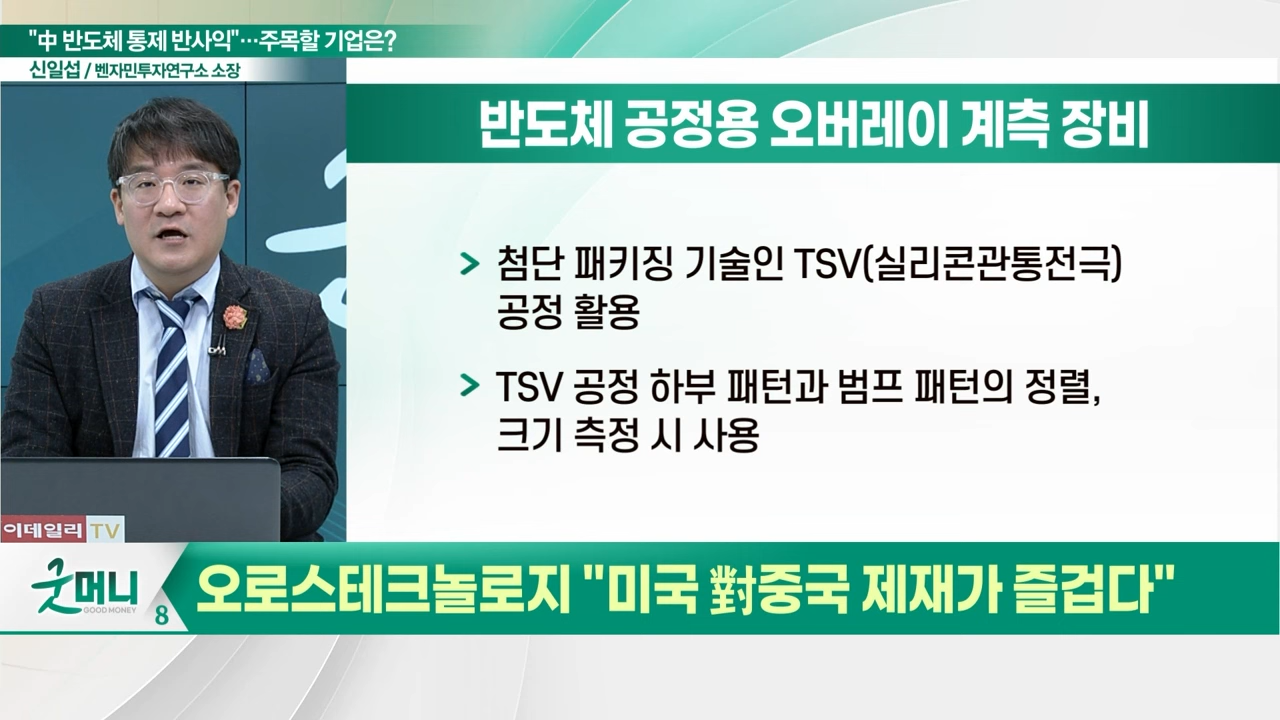 "中 반도체 통제 반사익"…주목할 기업은?
신일섭 / 벤자민투자연구소 소장
반도체 공정용 오버레이 계측 장비
> 첨단 패키징 기술인 TSV(실리콘관통전극)
공정 활용
> TSV 공정 하부 패턴과 범프 패턴의 정렬,
크기 측정 시 사용
이데일리 TV
굿머니
GOOD MONEY
8
오로스테크놀로지 "미국 對중국 제재가 즐겁다"